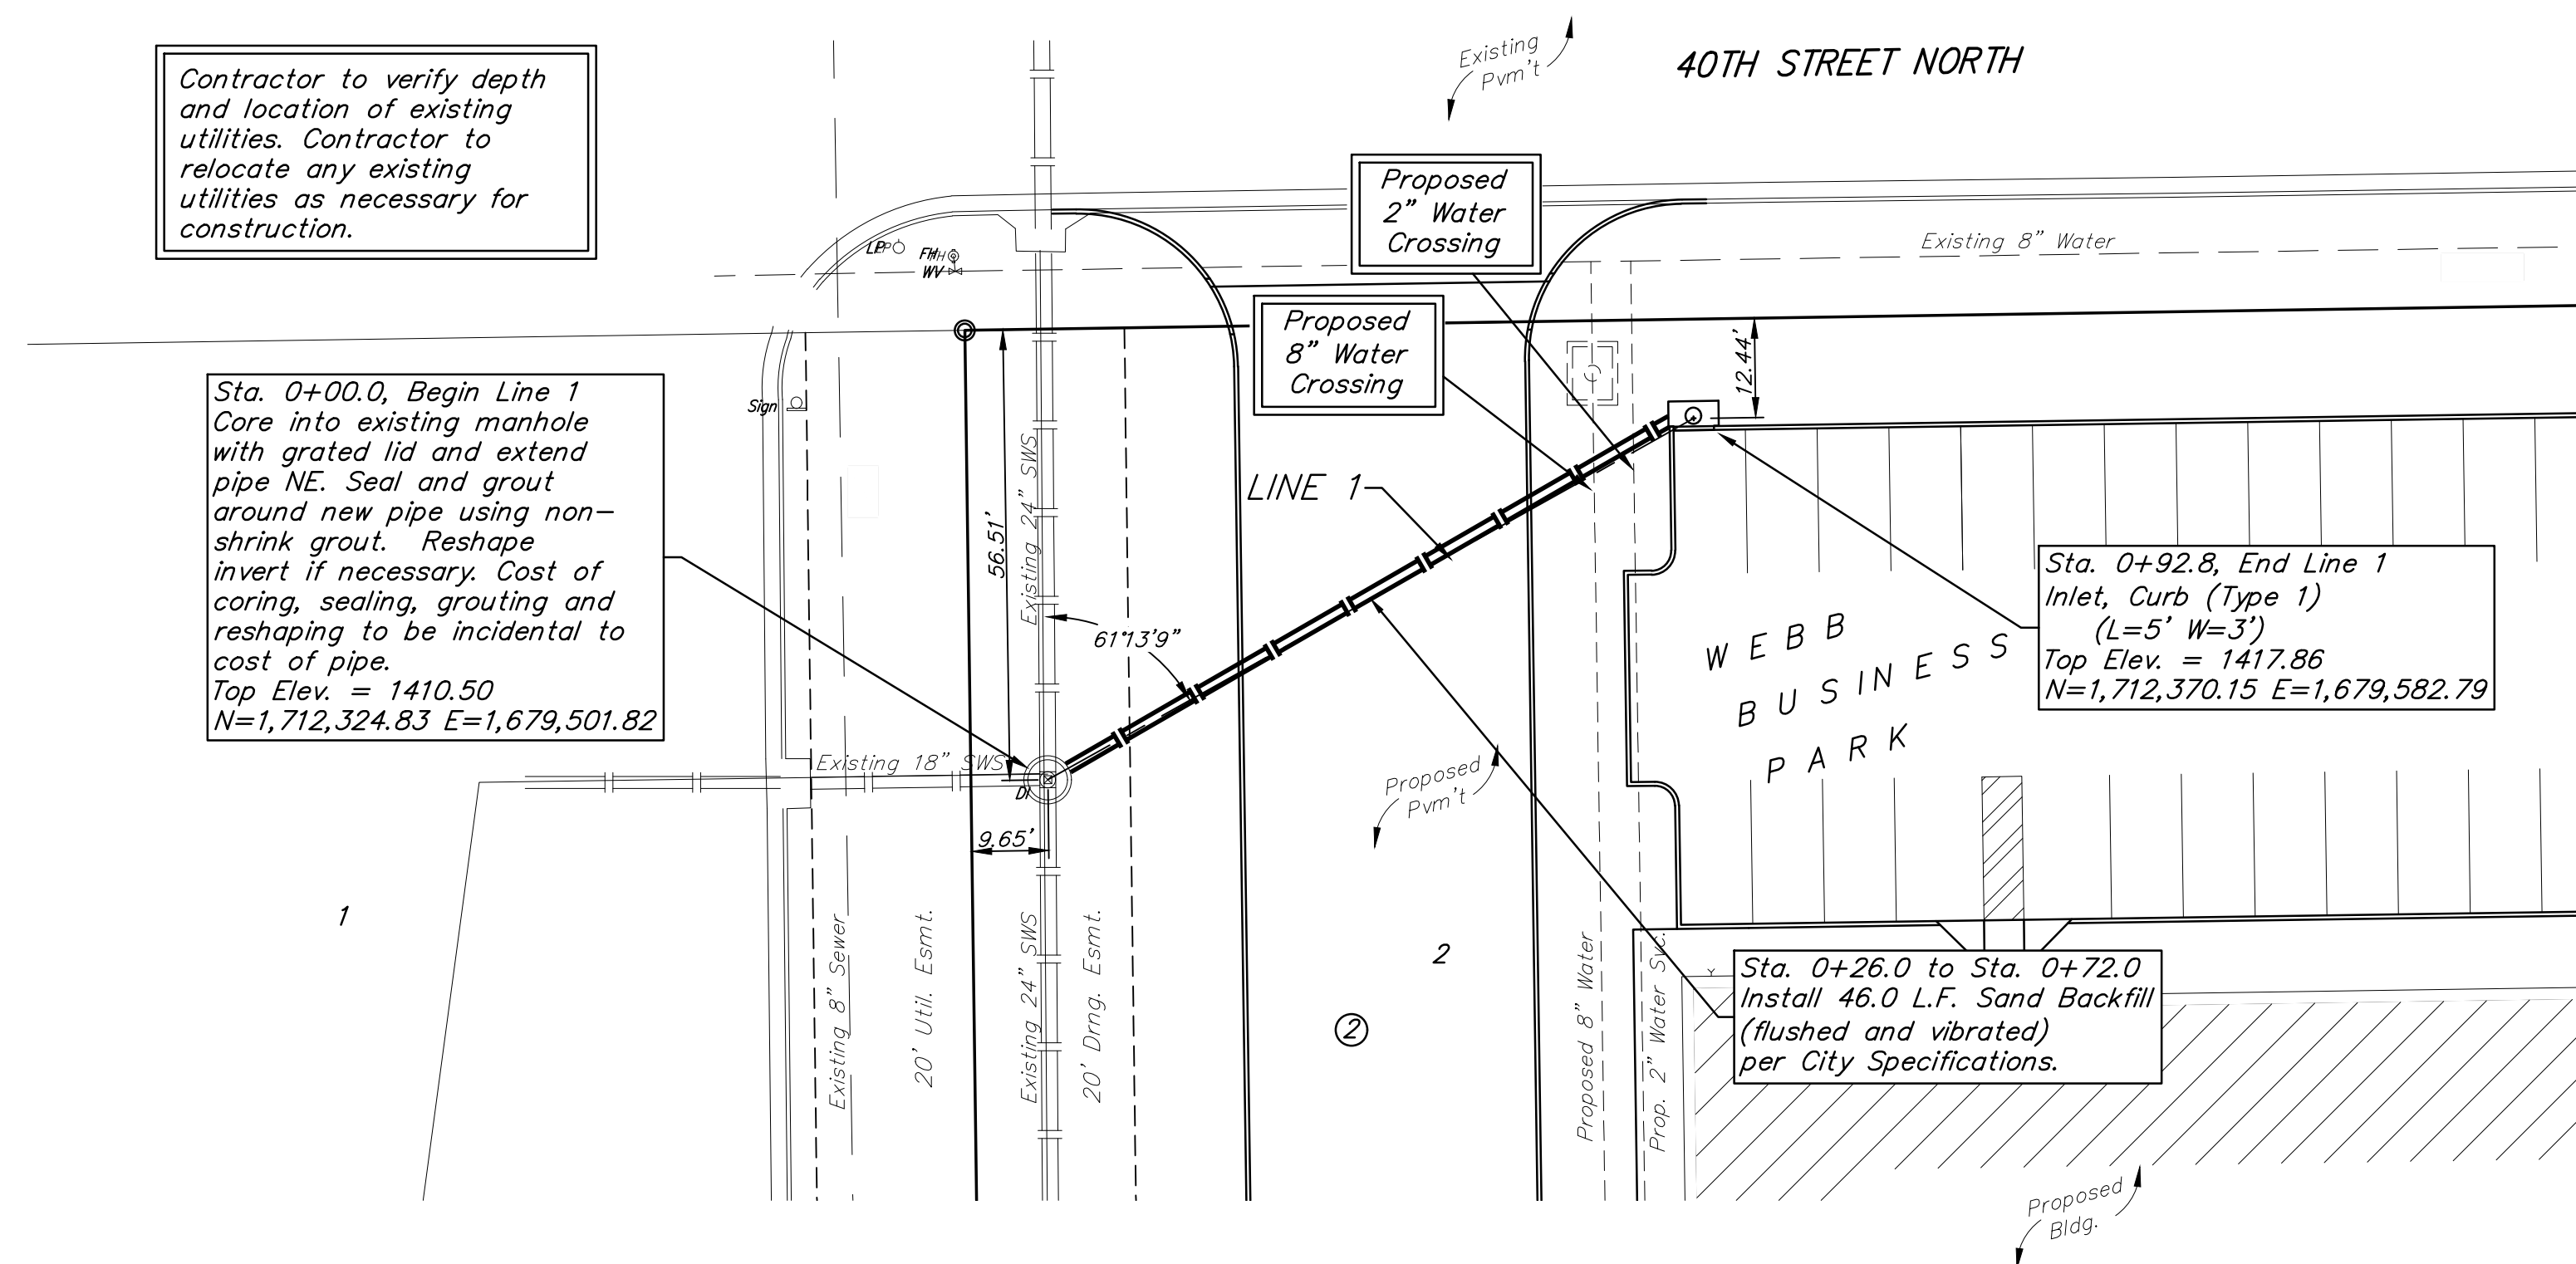 Contractor to verify depth
and location of existing
utilities. Contractor to
relocate any existing
utilities as necessary for
construction.
Existing
Pvm't
40TH STREET NORTH
Proposed
2" Water
Crossing
LP
FH
WV
Existing 8" Water
Proposed
8" Water
Crossing
12.44'
Sign
Sta. 0+00.0, Begin Line 1
Core into existing manhole
with grated lid and extend
pipe NE. Seal and grout
around new pipe using non-
shrink grout. Reshape
invert if necessary. Cost of
coring, sealing, grouting and
reshaping to be incidental to
cost of pipe.
Top Elev. = 1410.50
N=1,712,324.83 E=1,679,501.82
56.51'
Existing 24" SWS
LINE 1
61°13'9"
Sta. 0+92.8, End Line 1
Inlet, Curb (Type 1)
(L=5' W=3')
Top Elev. = 1417.86
N=1,712,370.15 E=1,679,582.79
WEBB
BUSINESS
PARK
Existing 18" SWS
DI
9.65'
Proposed
Pvm't
1
2
2
Existing 8" Sewer
20' Util. Esmt.
Existing 24" SWS
20' Drng. Esmt.
Proposed 8" Water
Prop. 2" Water Svc.
Sta. 0+26.0 to Sta. 0+72.0
Install 46.0 L.F. Sand Backfill
(flushed and vibrated)
per City Specifications.
Proposed
Bldg.